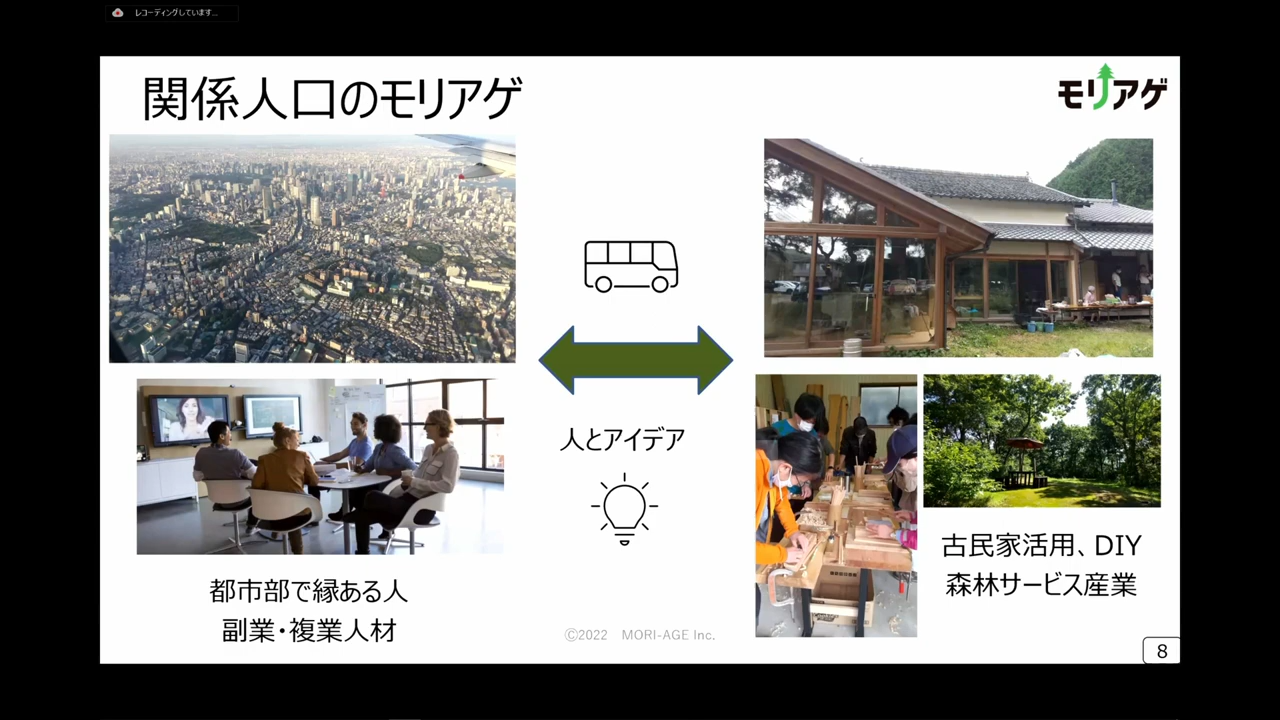 レコーディングしています...
関係人口のモリアゲ
モリアゲ
人とアイデア
都市部で縁ある人
副業・複業人材
古民家活用、DIY
森林サービス産業
©2022 MORI-AGE Inc.
8